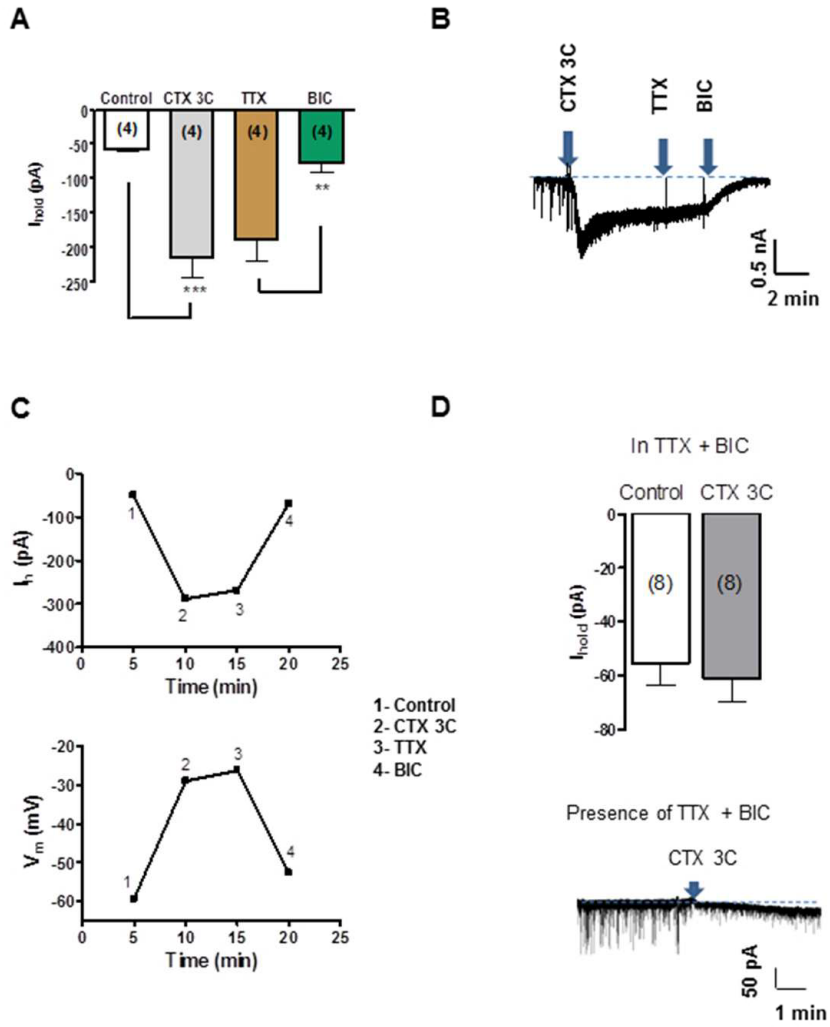 A
Control CTX 3C TTX BIC
0
-50
-100
-150
-200
-250
Ihold (pA)
(4) (4) (4) (4)
***
**
B
CTX 3C
TTX
BIC
0.5 nA
2 min
C
0
-100
-200
-300
-400
Ih (pA)
1
2
3
4
0 5 10 15 20 25
Time (min)
1- Control
2- CTX 3C
3- TTX
4- BIC
-20
-30
-40
-50
-60
Vm (mV)
1
2
3
4
0 5 10 15 20 25
Time (min)
D
In TTX + BIC
Control CTX 3C
0
-20
-40
-60
-80
Ihold (pA)
(8) (8)
Presence of TTX + BIC
CTX 3C
50 pA
1 min